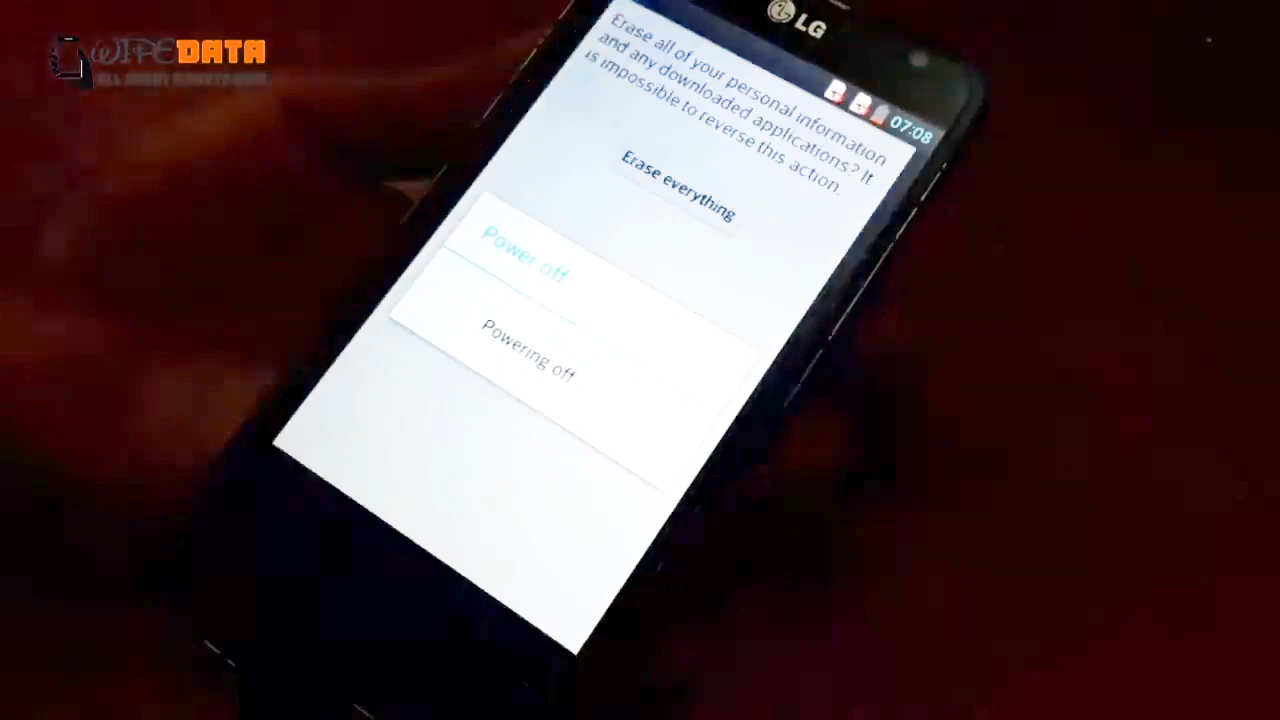 WIPEDATA
LG
07:08
Erase all of your personal information
and any downloaded applications? It
is impossible to reverse this action.
Erase everything
Power off
Powering off